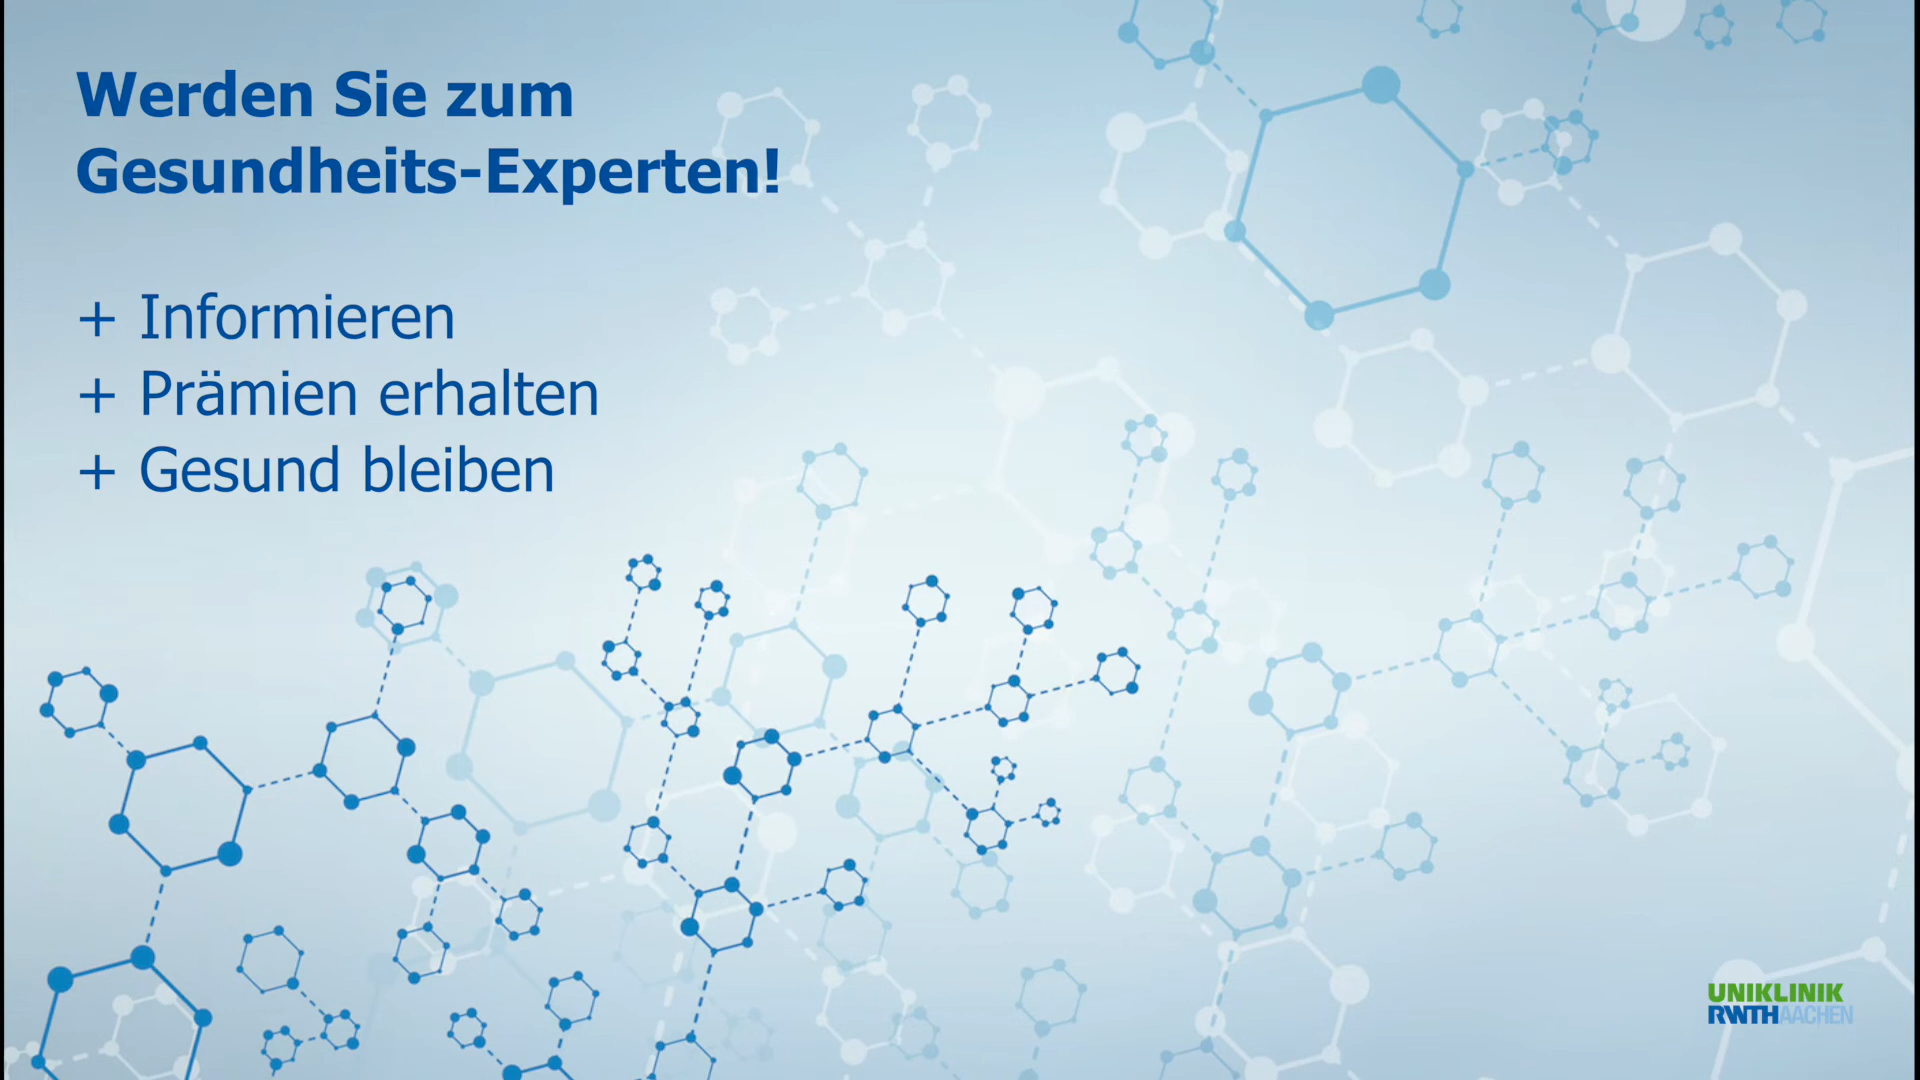 Werden Sie zum
Gesundheits-Experten!
+ Informieren
+ Prämien erhalten
+ Gesund bleiben
UNIKLINIK
RWTHAACHEN